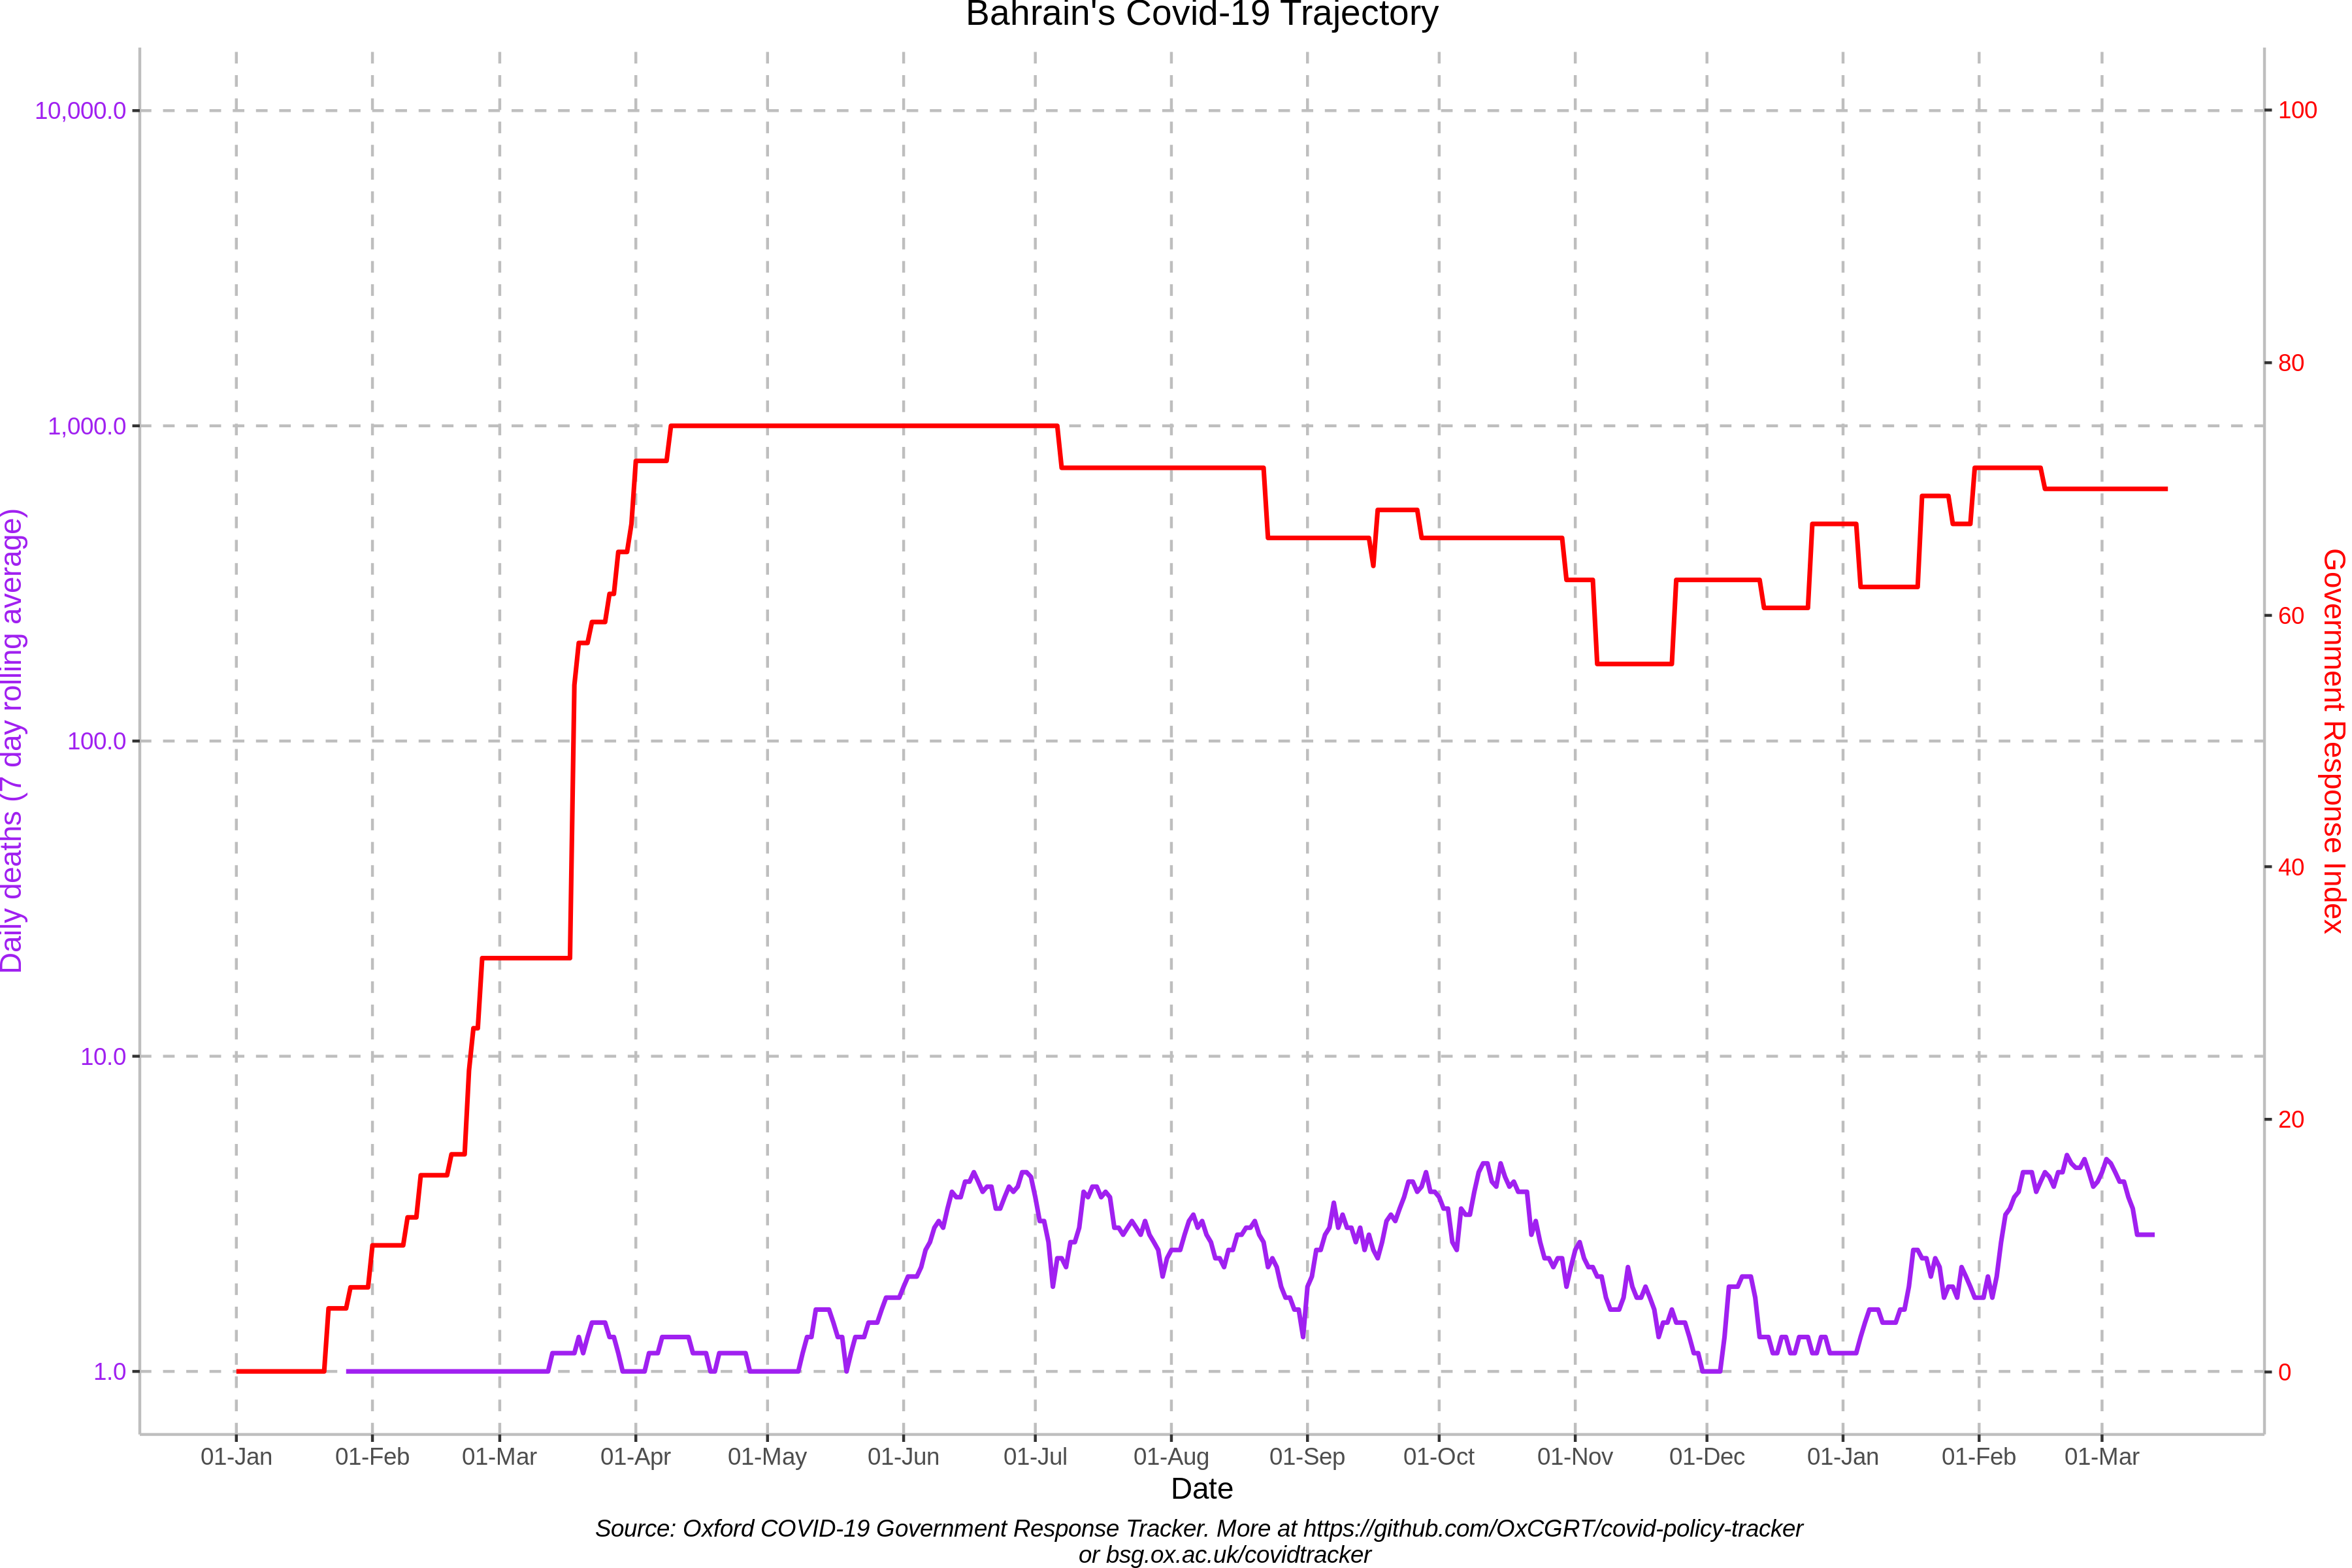 Bahrain's Covid-19 Trajectory
10,000.0
1,000.0
100.0
10.0
1.0
Daily deaths (7 day rolling average)
100
80
60
40
20
0
Government Response Index
01-Jan 01-Feb 01-Mar 01-Apr 01-May 01-Jun 01-Jul 01-Aug 01-Sep 01-Oct 01-Nov 01-Dec 01-Jan 01-Feb 01-Mar
Date
Source: Oxford COVID-19 Government Response Tracker. More at https://github.com/OxCGRT/covid-policy-tracker
or bsg.ox.ac.uk/covidtracker